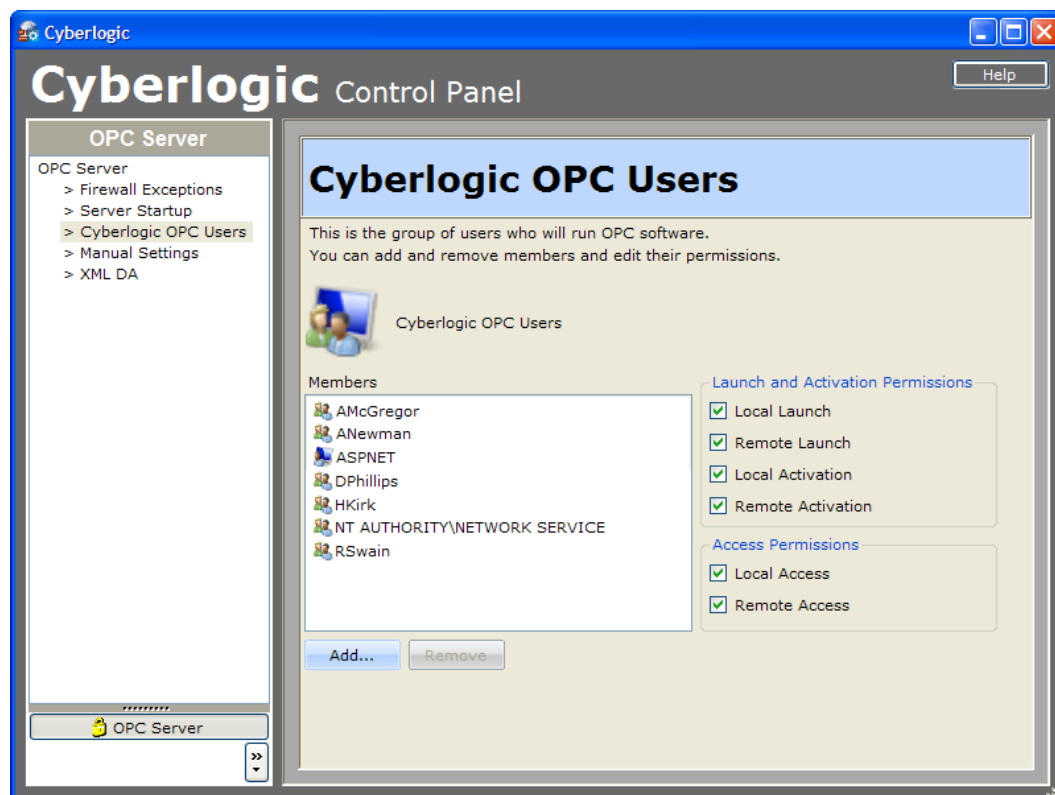 Cyberlogic
Cyberlogic Control Panel
Help
OPC Server
OPC Server
> Firewall Exceptions
> Server Startup
> Cyberlogic OPC Users
> Manual Settings
> XML DA
OPC Server
»
Cyberlogic OPC Users
This is the group of users who will run OPC software.
You can add and remove members and edit their permissions.
Cyberlogic OPC Users
Members
AMcGregor
ANewman
ASPNET
DPhillips
HKirk
NT AUTHORITY\NETWORK SERVICE
RSwain
Add...
Remove
Launch and Activation Permissions
Local Launch
Remote Launch
Local Activation
Remote Activation
Access Permissions
Local Access
Remote Access